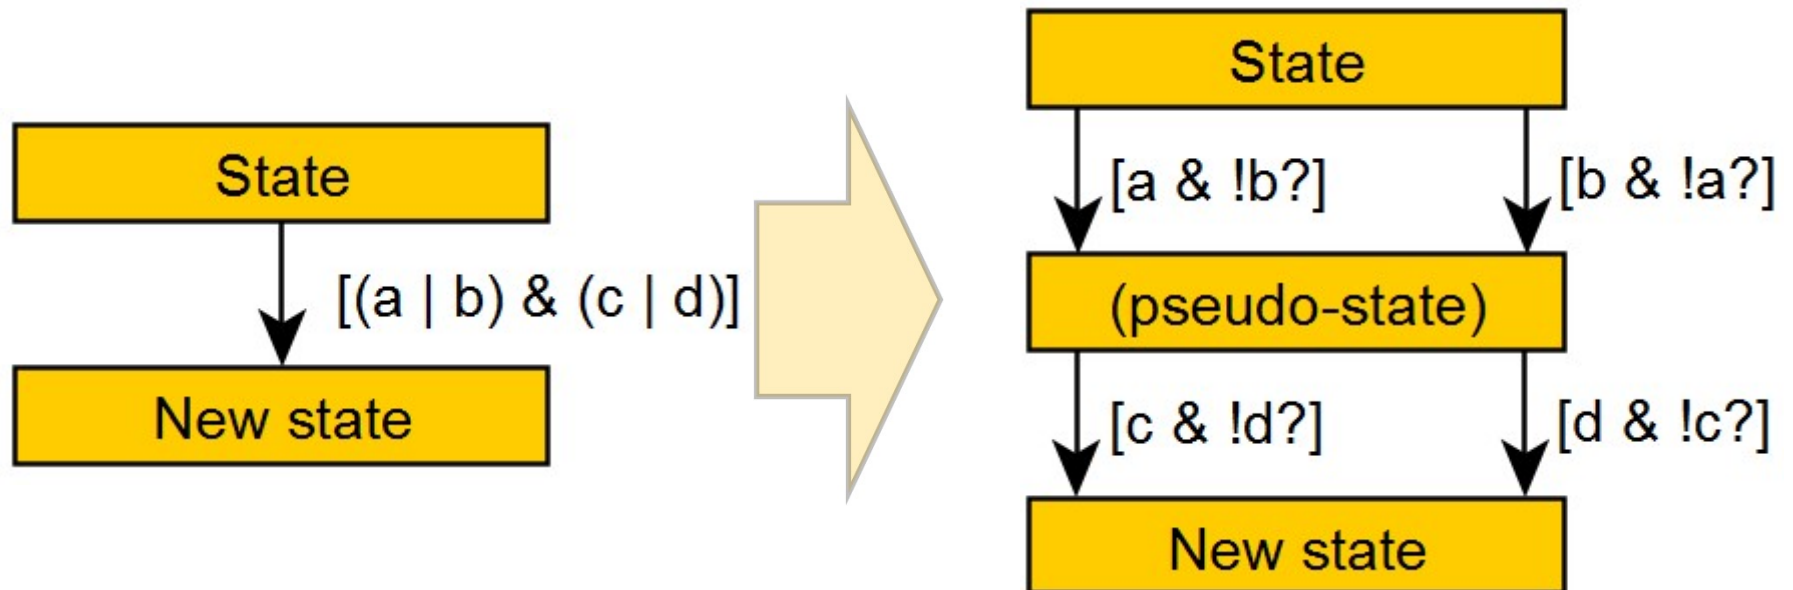 State
[(a | b) & (c | d)]
New state
State
[a & !b?]
[b & !a?]
(pseudo-state)
[c & !d?]
[d & !c?]
New state